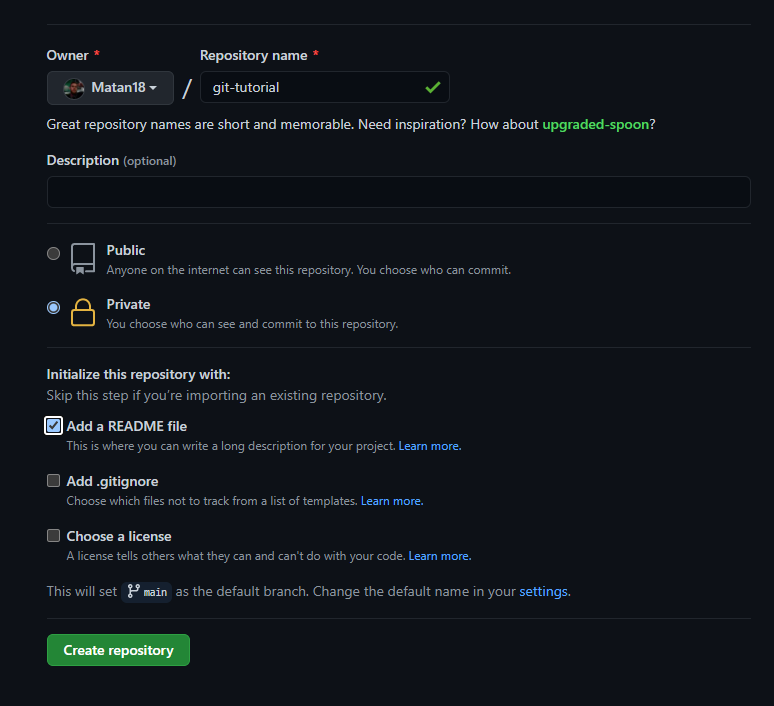 Owner * Repository name *
Matan18 / git-tutorial
Great repository names are short and memorable. Need inspiration? How about upgraded-spoon?
Description (optional)
Public
Anyone on the internet can see this repository. You choose who can commit.
Private
You choose who can see and commit to this repository.
Initialize this repository with:
Skip this step if you're importing an existing repository.
Add a README file
This is where you can write a long description for your project. Learn more.
Add .gitignore
Choose which files not to track from a list of templates. Learn more.
Choose a license
A license tells others what they can and can't do with your code. Learn more.
This will set main as the default branch. Change the default name in your settings.
Create repository